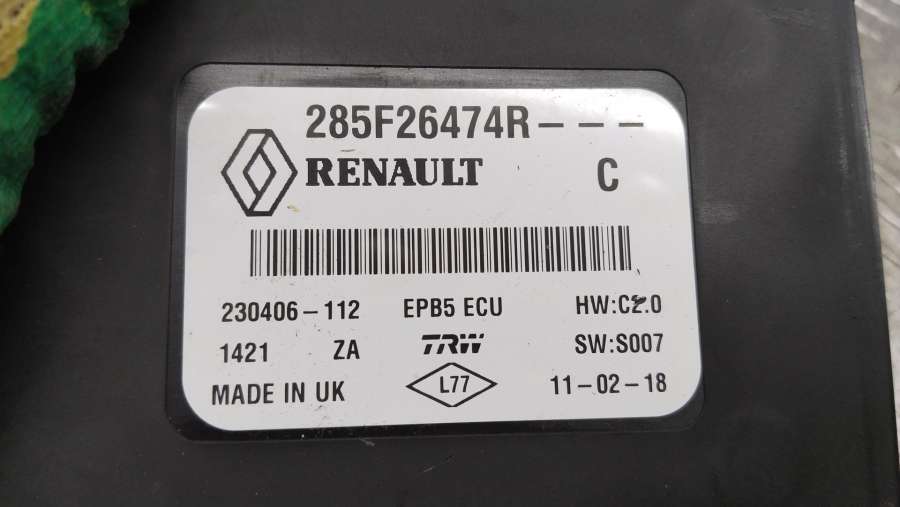 285F26474R---
RENAULT C
230406-112 EPB5 ECU HW:C2.0
1421 ZA TRW SW:S007
MADE IN UK L77 11-02-18